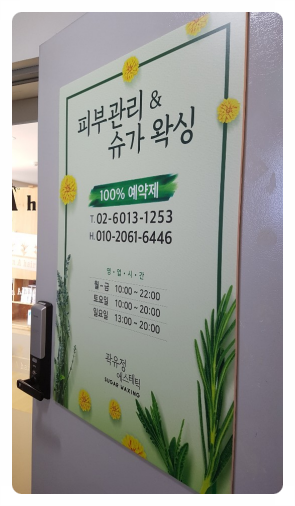 피부관리 &
슈가 왁싱
100% 예약제
T. 02-6013-1253
H. 010-2061-6446
영·업·시·간
월-금 10:00 ~ 22:00
토요일 10:00 ~ 20:00
일요일 13:00 ~ 20:00
곽유정
에스테틱
SUGAR WAXING